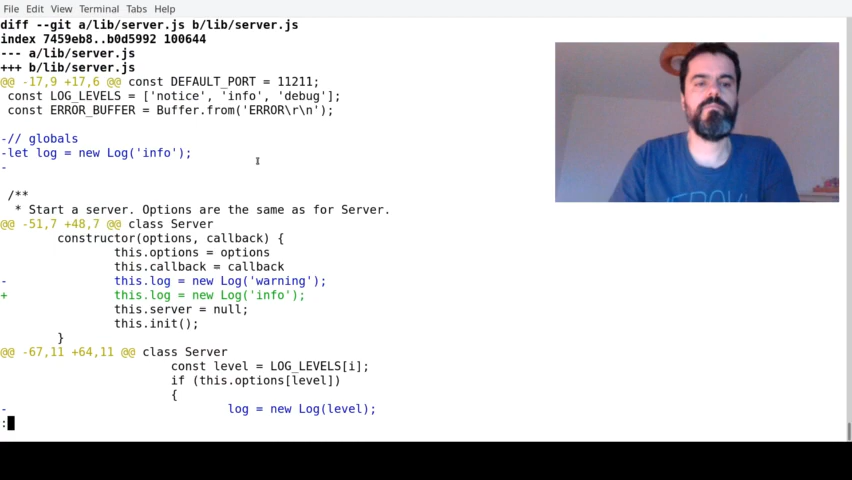 File Edit View Terminal Tabs Help
diff --git a/lib/server.js b/lib/server.js
index 7459eb8..b0d5992 100644
--- a/lib/server.js
+++ b/lib/server.js
@@ -17,9 +17,6 @@ const DEFAULT_PORT = 11211;
 const LOG_LEVELS = ['notice', 'info', 'debug'];
 const ERROR_BUFFER = Buffer.from('ERROR\r\n');
-// globals
-let log = new Log('info');
-
 /**
  * Start a server. Options are the same as for Server.
@@ -51,7 +48,7 @@ class Server
        constructor(options, callback) {
                this.options = options
                this.callback = callback
-               this.log = new Log('warning');
+               this.log = new Log('info');
                this.server = null;
                this.init();
        }
@@ -67,11 +64,11 @@ class Server
                        const level = LOG_LEVELS[i];
                        if (this.options[level])
                        {
-                               log = new Log(level);
: